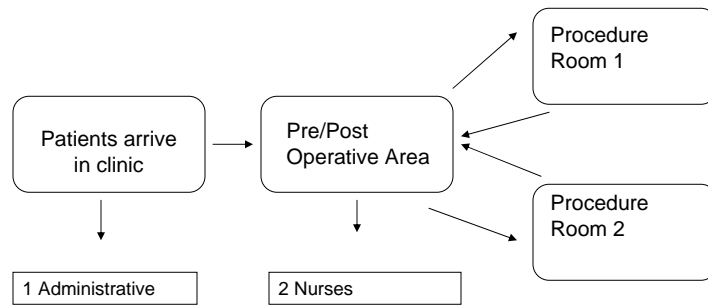 Procedure
Room 1
Patients arrive
in clinic
Pre/Post
Operative Area
Procedure
Room 2
1 Administrative
2 Nurses